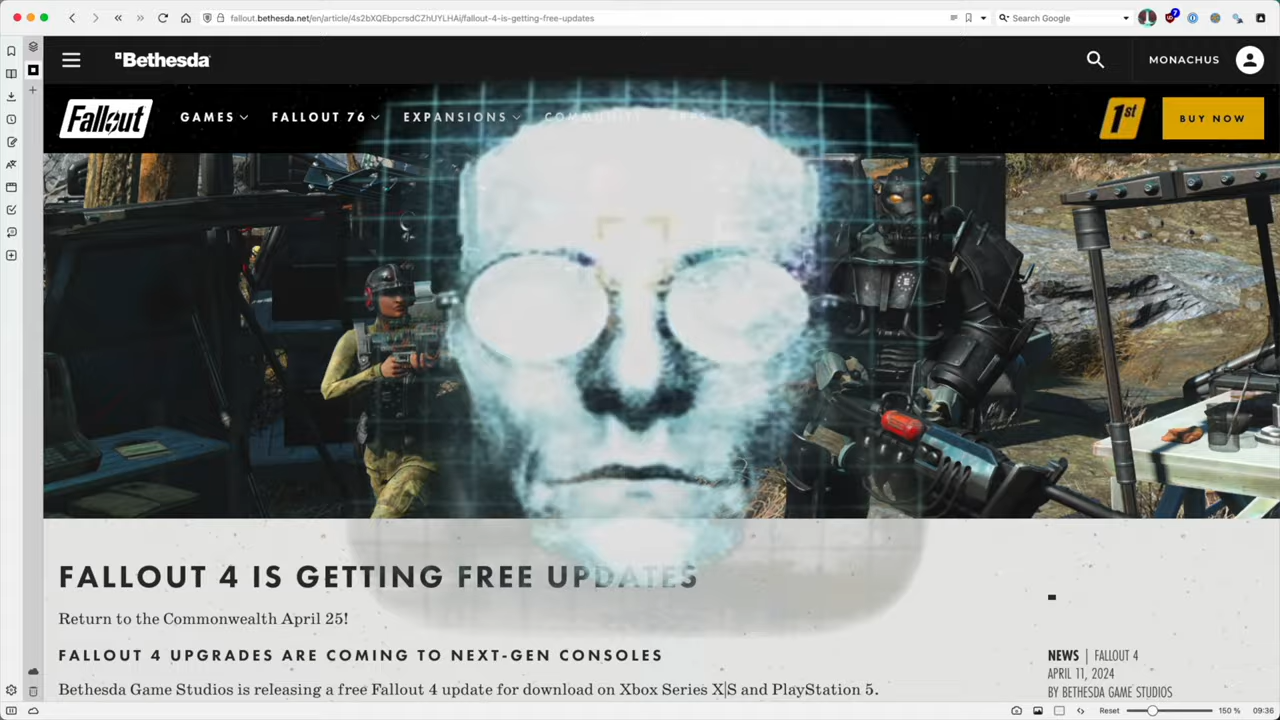 fallout.bethesda.net/en/article/4s2bXQEbpcrsdCZhUYLHAj/fallout-4-is-getting-free-updates
Search Google
7
Bethesda
MONACHUS
Fallout
GAMES
FALLOUT 76
EXPANSIONS
COMMUNITY
APPS
1st
BUY NOW
FALLOUT 4 IS GETTING FREE UPDATES
Return to the Commonwealth April 25!
FALLOUT 4 UPGRADES ARE COMING TO NEXT-GEN CONSOLES
Bethesda Game Studios is releasing a free Fallout 4 update for download on Xbox Series X|S and PlayStation 5.
NEWS | FALLOUT 4
APRIL 11, 2024
BY BETHESDA GAME STUDIOS
Reset
150 %
09:36